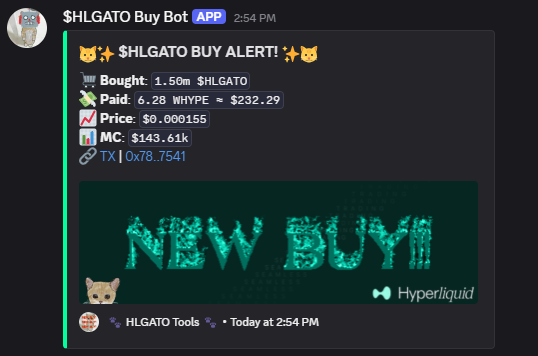 $HLGATO Buy Bot APP 2:54 PM
$HLGATO BUY ALERT!
Bought: 1.50m $HLGATO
Paid: 6.28 WHYPE ≈ $232.29
Price: $0.000155
MC: $143.61k
TX | 0x78..7541
NEW BUY!!!
Hyperliquid
HLGATO Tools • Today at 2:54 PM